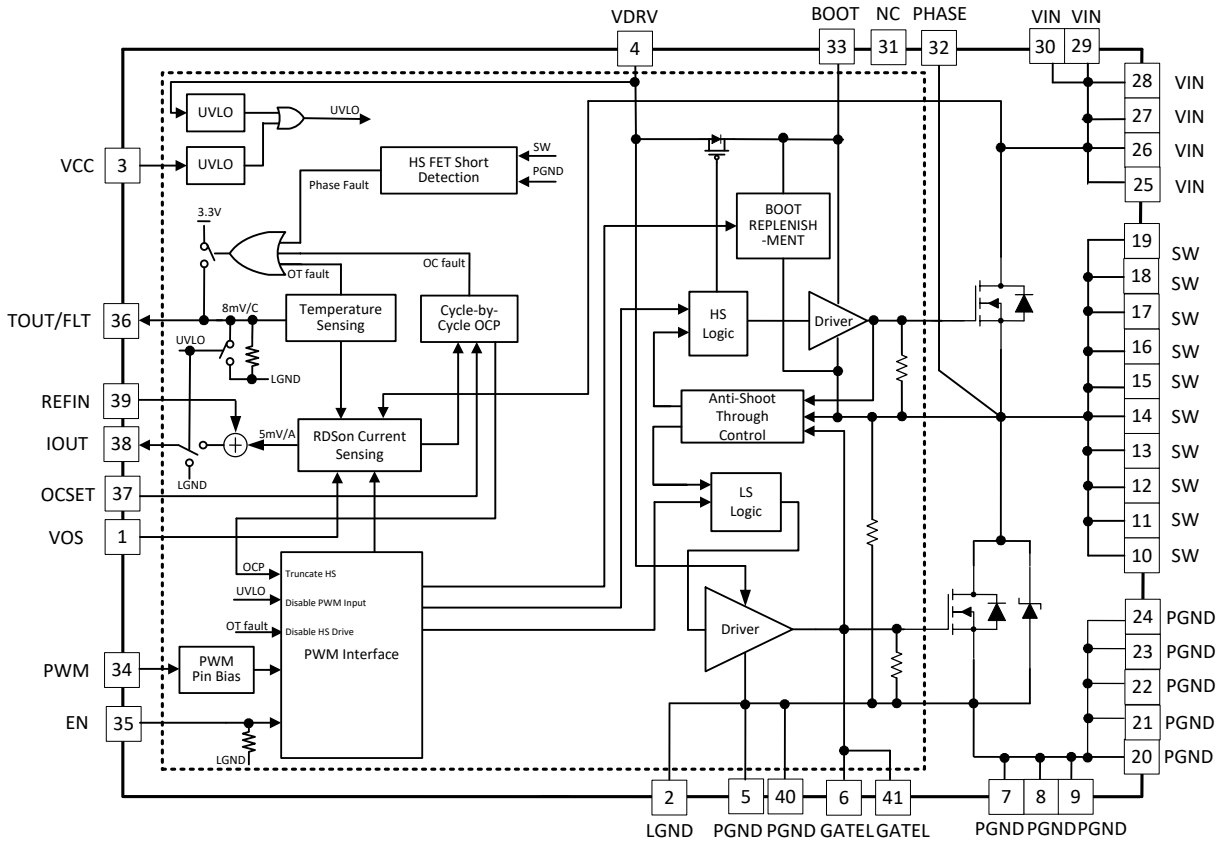 VDRV
BOOT
NC
PHASE
VIN
VIN
4
33
31
32
30
29
28
VIN
27
VIN
26
VIN
25
VIN
UVLO
UVLO
VCC
3
UVLO
HS FET Short
Detection
SW
PGND
Phase Fault
3.3V
BOOT
REPLENISH
-MENT
OC fault
OT fault
19
SW
18
SW
17
SW
16
SW
15
SW
14
SW
13
SW
12
SW
11
SW
10
SW
TOUT/FLT
36
8mV/C
Temperature
Sensing
Cycle-by-
Cycle OCP
HS
Logic
Driver
UVLO
LGND
REFIN
39
IOUT
38
5mV/A
RDSon Current
Sensing
Anti-Shoot
Through
Control
LGND
OCSET
37
VOS
1
LS
Logic
OCP
Truncate HS
UVLO
Disable PWM Input
OT fault
Disable HS Drive
PWM Interface
Driver
PWM
34
PWM
Pin Bias
EN
35
LGND
24
PGND
23
PGND
22
PGND
21
PGND
20
PGND
2
5
40
6
41
7
8
9
LGND
PGND
PGND
GATEL
GATEL
PGND
PGND
PGND